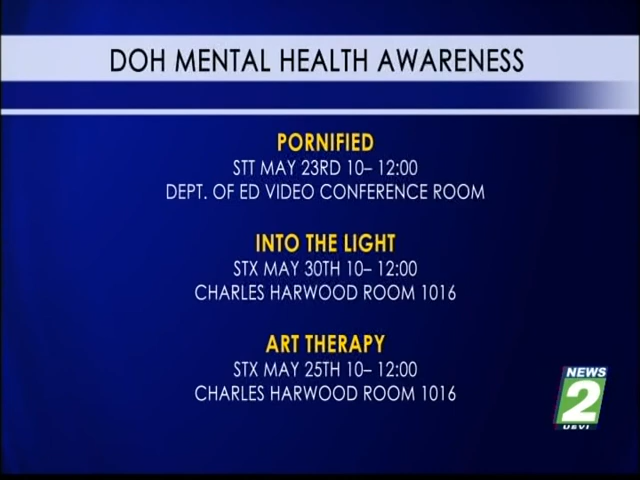 DOH MENTAL HEALTH AWARENESS
PORNIFIED
STT MAY 23RD 10– 12:00
DEPT. OF ED VIDEO CONFERENCE ROOM
INTO THE LIGHT
STX MAY 30TH 10– 12:00
CHARLES HARWOOD ROOM 1016
ART THERAPY
STX MAY 25TH 10– 12:00
CHARLES HARWOOD ROOM 1016
NEWS
2